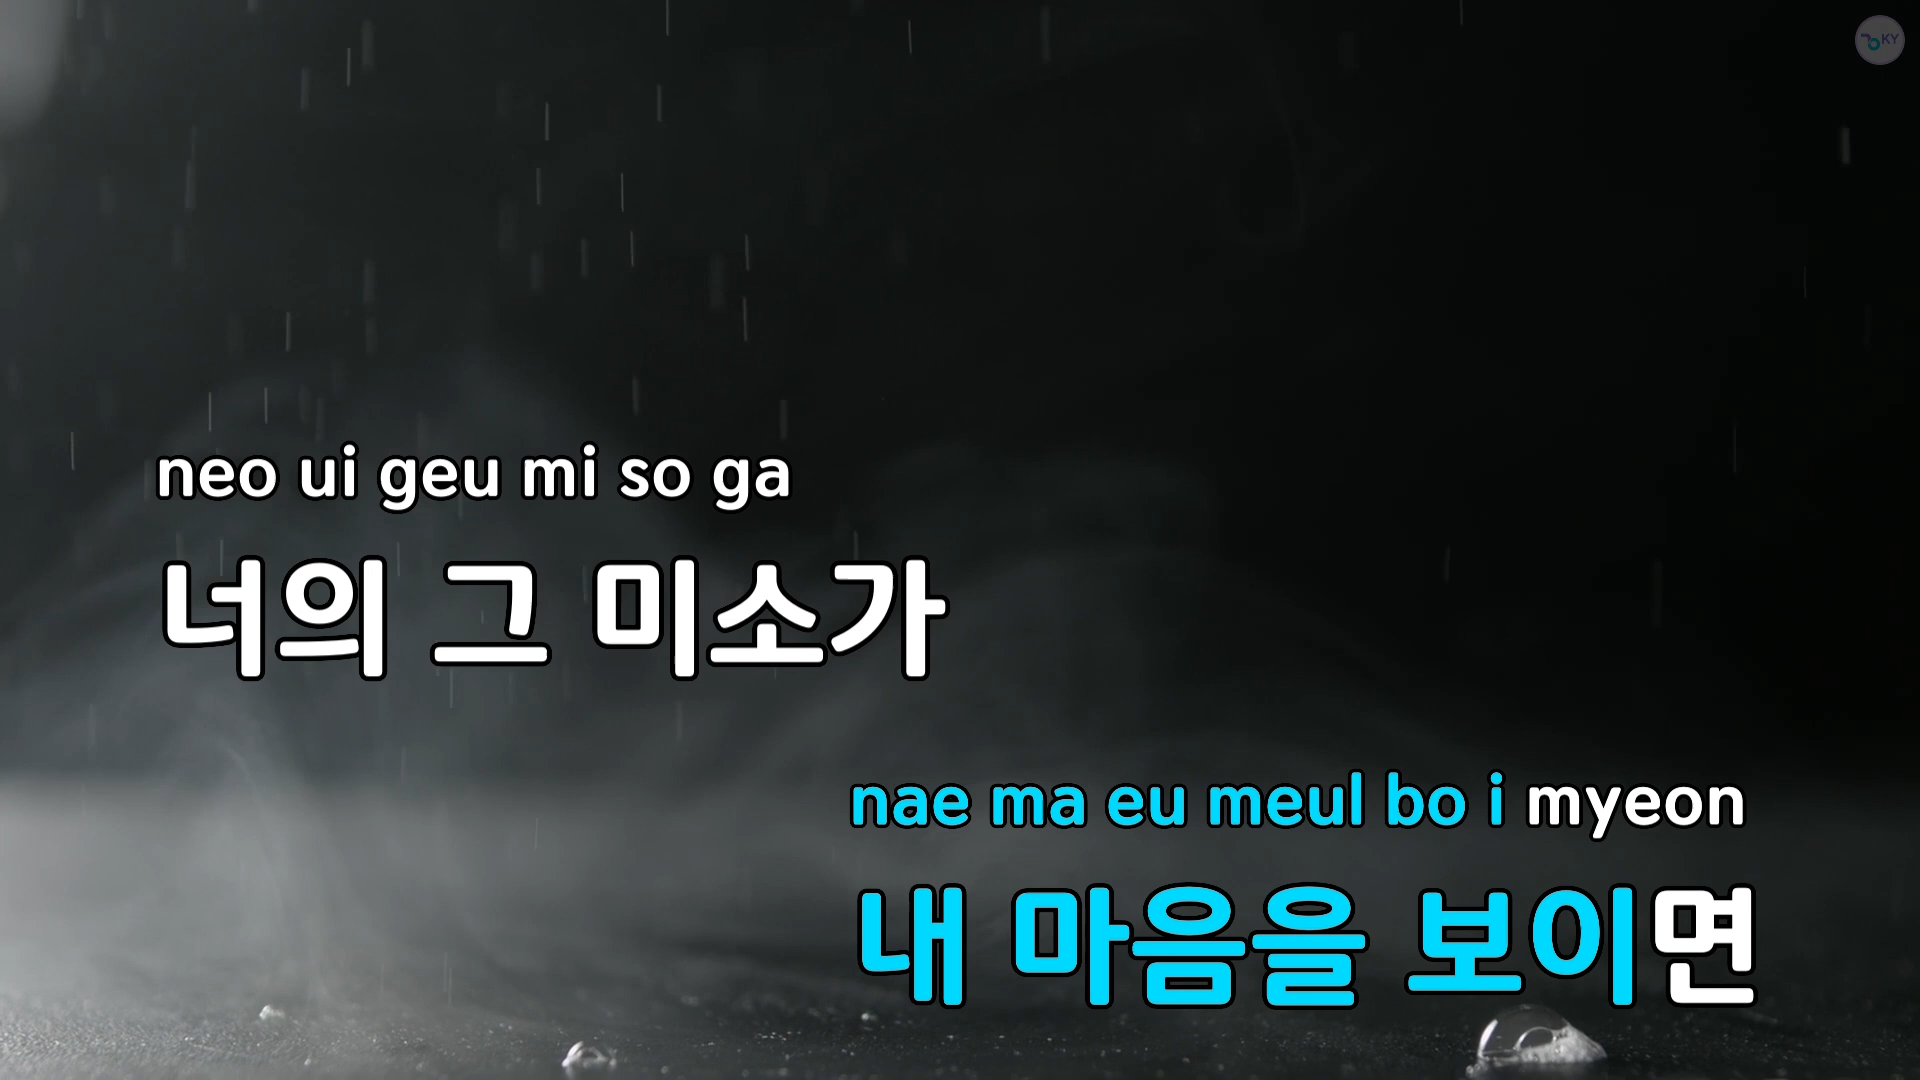 KY
neo ui geu mi so ga
너의 그 미소가
nae ma eu meul bo i myeon
내 마음을 보이면